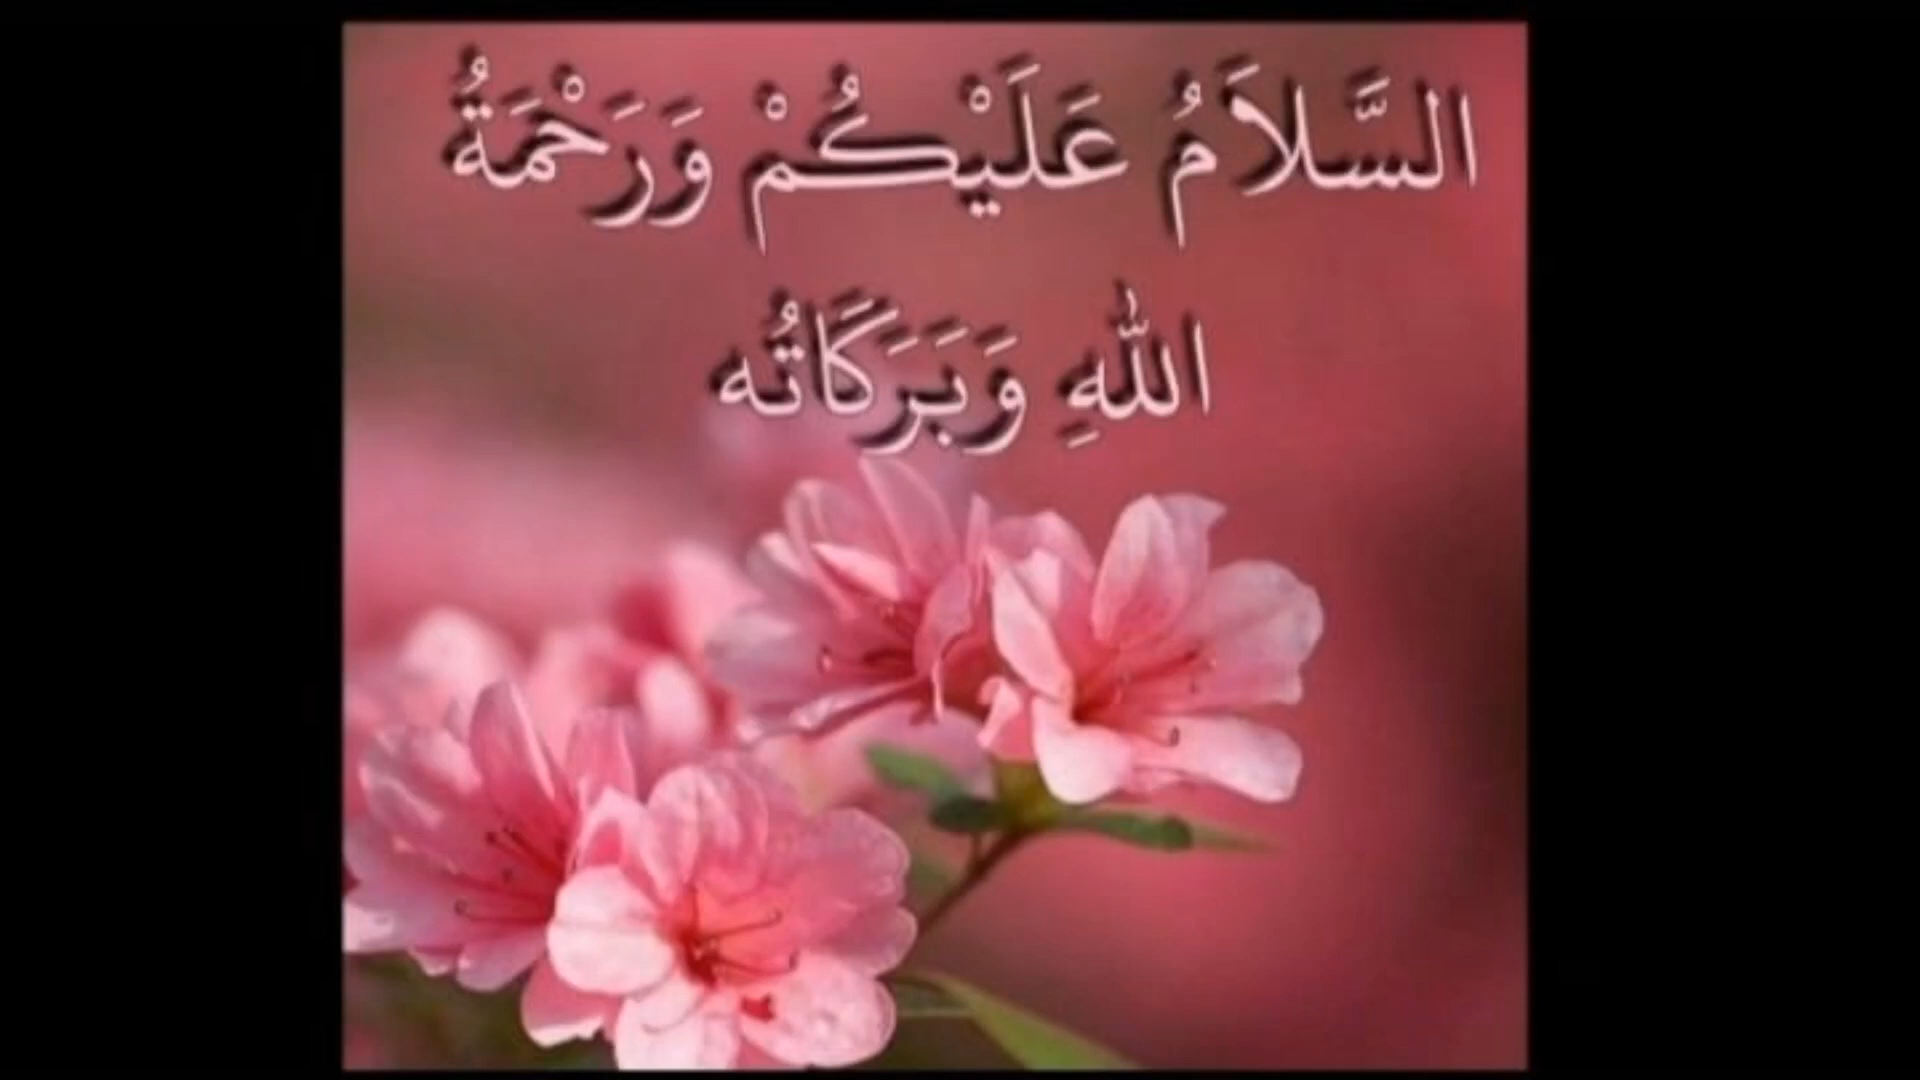 السَّلاَمُ عَلَيْكُمْ وَرَحْمَةُ
اللهِ وَبَرَكَاتُه